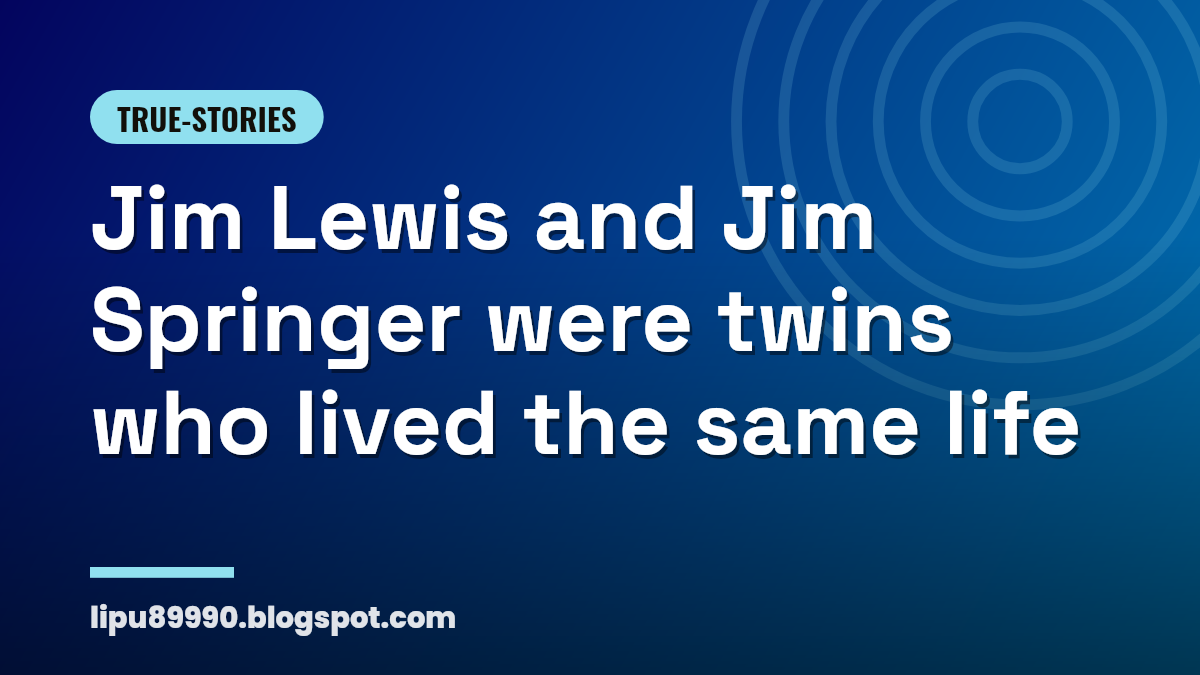 TRUE-STORIES
Jim Lewis and Jim
Springer were twins
who lived the same life
lipu89990.blogspot.com